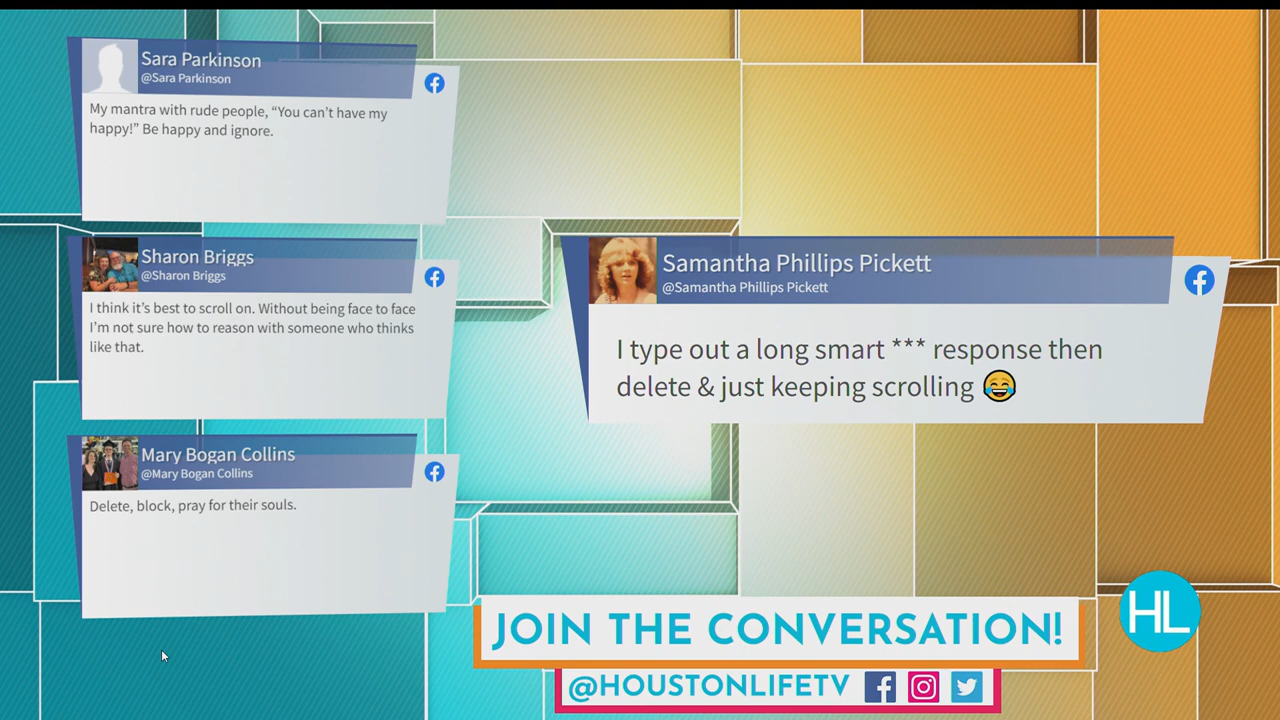 Sara Parkinson
@Sara Parkinson
My mantra with rude people, “You can’t have my
happy!” Be happy and ignore.
Sharon Briggs
@Sharon Briggs
I think it’s best to scroll on. Without being face to face
I’m not sure how to reason with someone who thinks
like that.
Mary Bogan Collins
@Mary Bogan Collins
Delete, block, pray for their souls.
Samantha Phillips Pickett
@Samantha Phillips Pickett
I type out a long smart *** response then
delete & just keeping scrolling 😂
HL
JOIN THE CONVERSATION!
@HOUSTONLIFETV